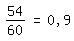 54/60 = 0,9